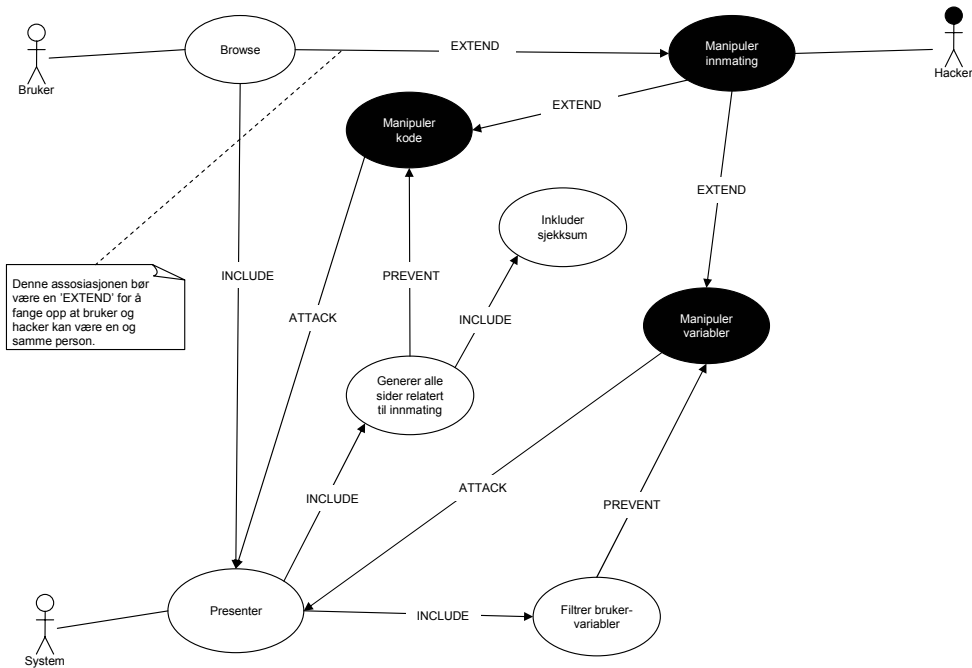 Bruker
Browse
EXTEND
Manipuler
innmating
Hacker
EXTEND
Manipuler
kode
EXTEND
Inkluder
sjekksum
Denne assosiasjonen bør
være en 'EXTEND' for å
fange opp at bruker og
hacker kan være en og
samme person.
INCLUDE
PREVENT
ATTACK
INCLUDE
Manipuler
variabler
Generer alle
sider relatert
til innmating
INCLUDE
ATTACK
PREVENT
System
Presenter
INCLUDE
Filtrer bruker-
variabler